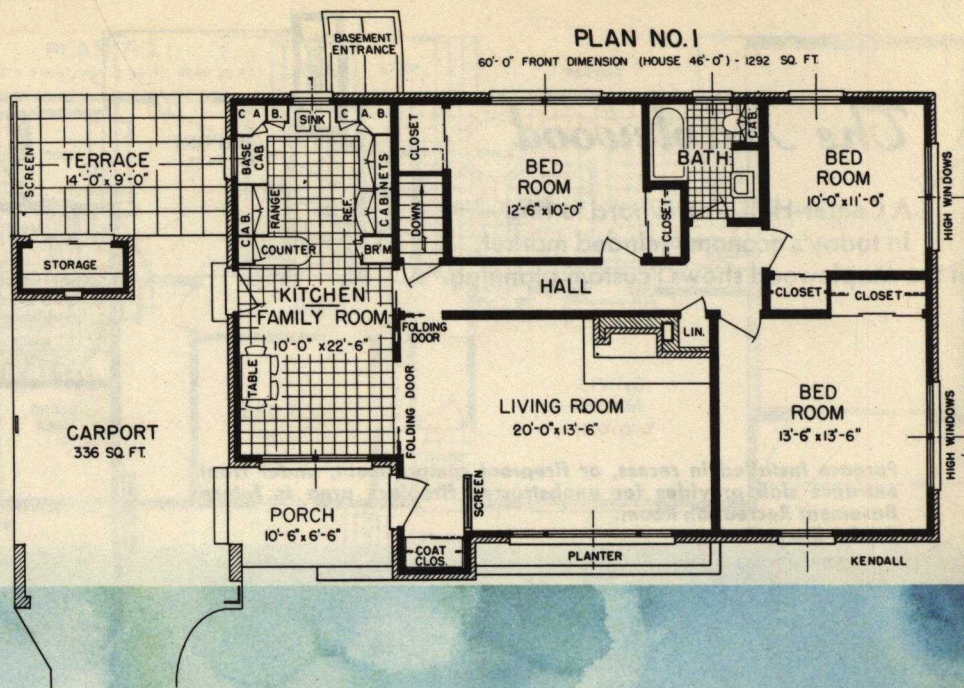 PLAN NO. 1
60'-0" FRONT DIMENSION (HOUSE 46'-0") - 1292 SQ. FT.
BASEMENT
ENTRANCE
SCREEN
TERRACE
14'-0" x 9'-0"
STORAGE
C A B.
SINK
C. A. B.
BASE
CAB.
C A B.
RANGE
REF.
CABINETS
COUNTER
BR'M
CLOSET
DOWN
BED
ROOM
12'-6" x 10'-0"
BATH
CAB.
CLOSET
BED
ROOM
10'-0" x 11'-0"
HIGH WINDOWS
HALL
CLOSET
CLOSET
KITCHEN
FAMILY ROOM
10'-0" x 22'-6"
FOLDING
DOOR
LIN.
TABLE
FOLDING DOOR
LIVING ROOM
20'-0" x 13'-6"
BED
ROOM
13'-6" x 13'-6"
HIGH WINDOWS
CARPORT
336 SQ. FT.
SCREEN
PORCH
10'-6" x 6'-6"
COAT
CLOS.
PLANTER
KENDALL